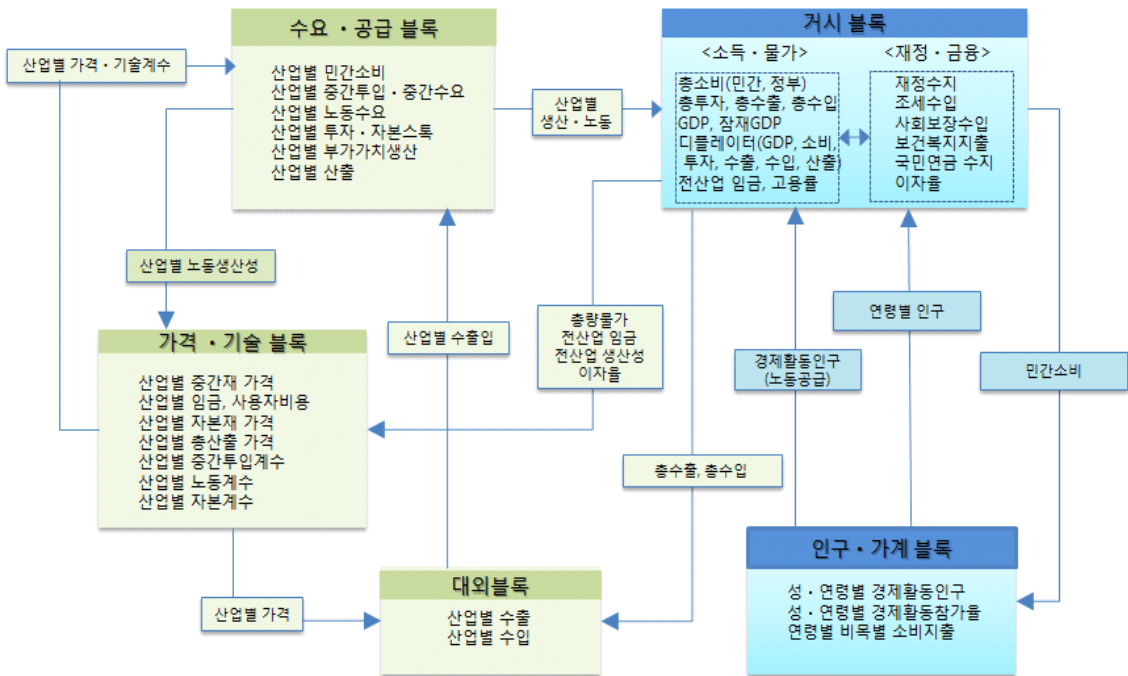 수요 · 공급 블록
산업별 민간소비
산업별 중간투입 · 중간수요
산업별 노동수요
산업별 투자 · 자본스톡
산업별 부가가치생산
산업별 산출
산업별 가격 · 기술계수
산업별
생산 · 노동
거시 블록
<소득 · 물가>
총소비(민간, 정부)
총투자, 총수출, 총수입
GDP, 잠재GDP
디플레이터(GDP, 소비,
투자, 수출, 수입, 산출)
전산업 임금, 고용률
<재정 · 금융>
재정수지
조세수입
사회보장수입
보건복지지출
국민연금 수지
이자율
산업별 노동생산성
가격 · 기술 블록
산업별 중간재 가격
산업별 임금, 사용자비용
산업별 자본재 가격
산업별 총산출 가격
산업별 중간투입계수
산업별 노동계수
산업별 자본계수
산업별 수출입
총량물가
전산업 임금
전산업 생산성
이자율
경제활동인구
(노동공급)
연령별 인구
민간소비
총수출, 총수입
산업별 가격
대외블록
산업별 수출
산업별 수입
인구 · 가계 블록
성 · 연령별 경제활동인구
성 · 연령별 경제활동참가율
연령별 비목별 소비지출